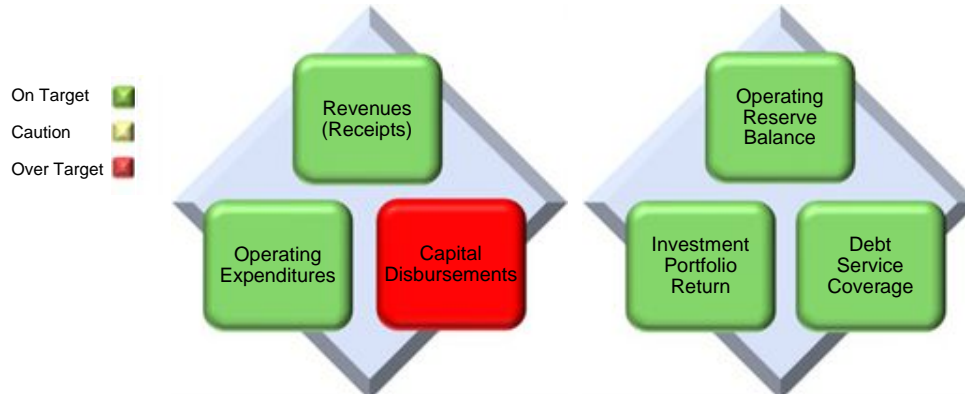 On Target
Caution
Over Target
Revenues
(Receipts)
Operating
Expenditures
Capital
Disbursements
Operating
Reserve
Balance
Investment
Portfolio
Return
Debt
Service
Coverage